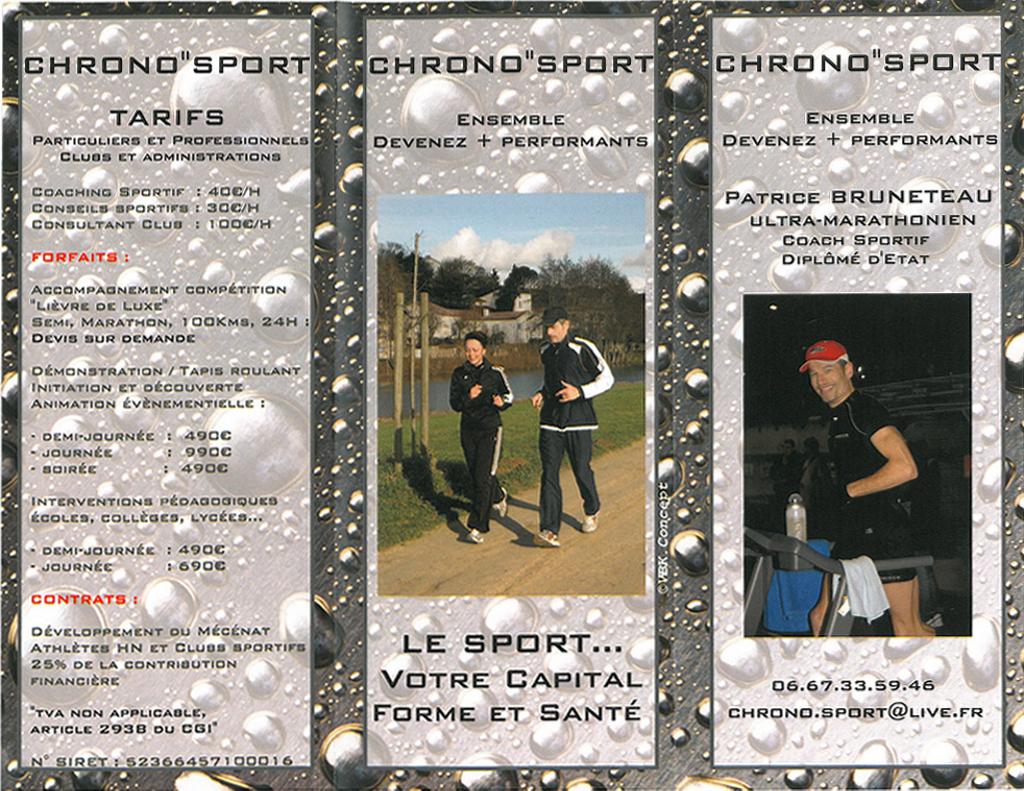 CHRONO"SPORT
TARIFS
PARTICULIERS ET PROFESSIONNELS
CLUBS ET ADMINISTRATIONS
COACHING SPORTIF : 40€/H
CONSEILS SPORTIFS : 30€/H
CONSULTANT CLUB : 100€/H
FORFAITS :
ACCOMPAGNEMENT COMPÉTITION
"LIÈVRE DE LUXE"
SEMI, MARATHON, 100KMS, 24H :
DEVIS SUR DEMANDE
DÉMONSTRATION / TAPIS ROULANT
INITIATION ET DÉCOUVERTE
ANIMATION ÉVÈNEMENTIELLE :
- DEMI-JOURNÉE : 490€
- JOURNÉE : 990€
- SOIRÉE : 490€
INTERVENTIONS PÉDAGOGIQUES
ÉCOLES, COLLÈGES, LYCÉES...
- DEMI-JOURNÉE : 490€
- JOURNÉE : 690€
CONTRATS :
DÉVELOPPEMENT DU MÉCÉNAT
ATHLÈTES HN ET CLUBS SPORTIFS
25% DE LA CONTRIBUTION
FINANCIÈRE
"TVA NON APPLICABLE,
ARTICLE 293B DU CGI"
N° SIRET : 52366457100016
CHRONO"SPORT
ENSEMBLE
DEVENEZ + PERFORMANTS
LE SPORT...
VOTRE CAPITAL
FORME ET SANTÉ
©VBK Concept
CHRONO"SPORT
ENSEMBLE
DEVENEZ + PERFORMANTS
PATRICE BRUNETEAU
ULTRA-MARATHONIEN
COACH SPORTIF
DIPLÔMÉ D'ETAT
06.67.33.59.46
CHRONO.SPORT@LIVE.FR